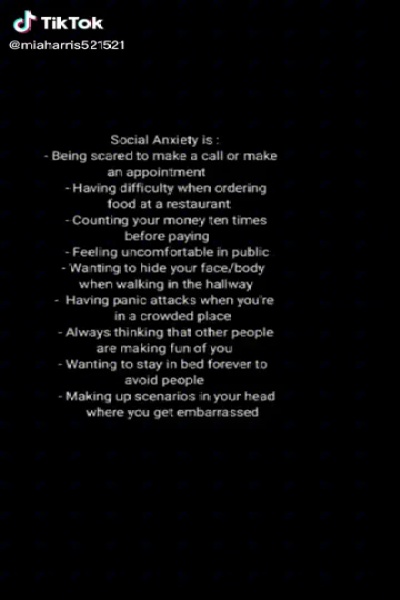 TikTok
@miaharris521521
Social Anxiety is :
- Being scared to make a call or make
an appointment
- Having difficulty when ordering
food at a restaurant
- Counting your money ten times
before paying
- Feeling uncomfortable in public
- Wanting to hide your face/body
when walking in the hallway
- Having panic attacks when you're
in a crowded place
- Always thinking that other people
are making fun of you
- Wanting to stay in bed forever to
avoid people
- Making up scenarios in your head
where you get embarrassed